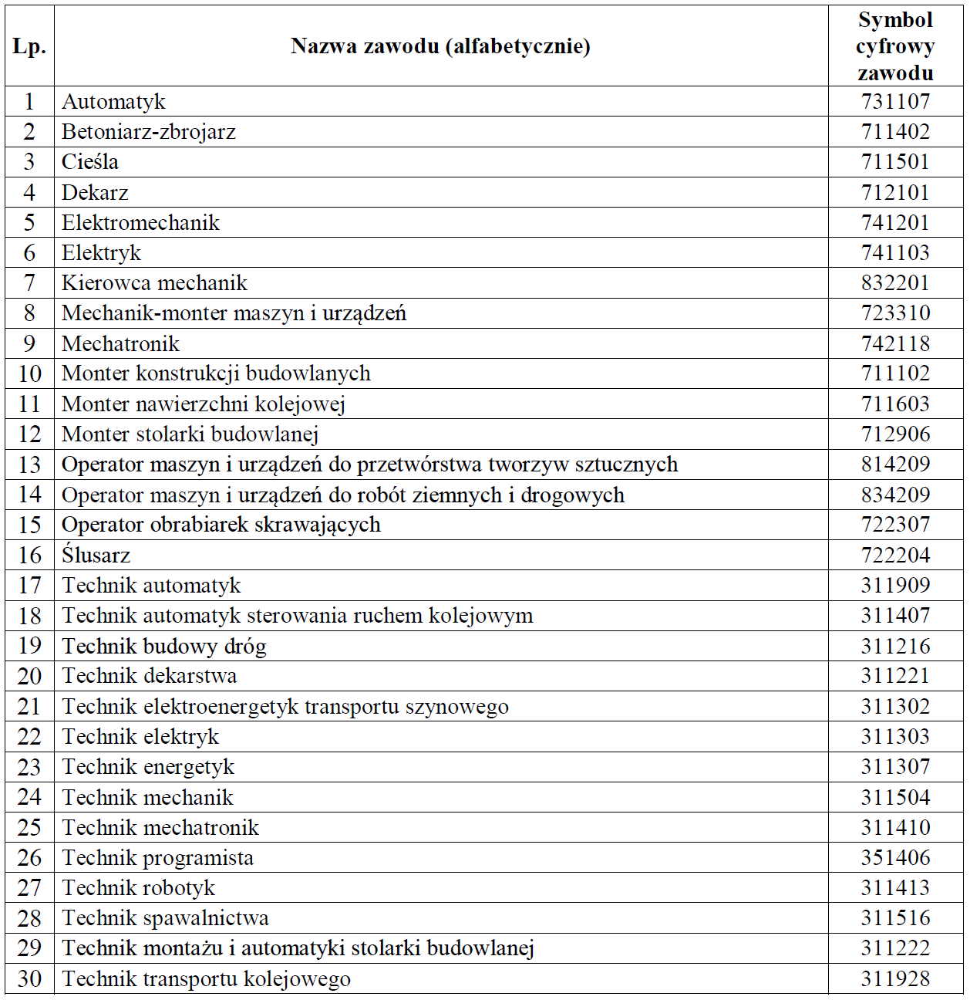 Lp. Nazwa zawodu (alfabetycznie) Symbol cyfrowy zawodu
1 Automatyk 731107
2 Betoniarz-zbrojarz 711402
3 Cieśla 711501
4 Dekarz 712101
5 Elektromechanik 741201
6 Elektryk 741103
7 Kierowca mechanik 832201
8 Mechanik-monter maszyn i urządzeń 723310
9 Mechatronik 742118
10 Monter konstrukcji budowlanych 711102
11 Monter nawierzchni kolejowej 711603
12 Monter stolarki budowlanej 712906
13 Operator maszyn i urządzeń do przetwórstwa tworzyw sztucznych 814209
14 Operator maszyn i urządzeń do robót ziemnych i drogowych 834209
15 Operator obrabiarek skrawających 722307
16 Ślusarz 722204
17 Technik automatyk 311909
18 Technik automatyk sterowania ruchem kolejowym 311407
19 Technik budowy dróg 311216
20 Technik dekarstwa 311221
21 Technik elektroenergetyk transportu szynowego 311302
22 Technik elektryk 311303
23 Technik energetyk 311307
24 Technik mechanik 311504
25 Technik mechatronik 311410
26 Technik programista 351406
27 Technik robotyk 311413
28 Technik spawalnictwa 311516
29 Technik montażu i automatyki stolarki budowlanej 311222
30 Technik transportu kolejowego 311928